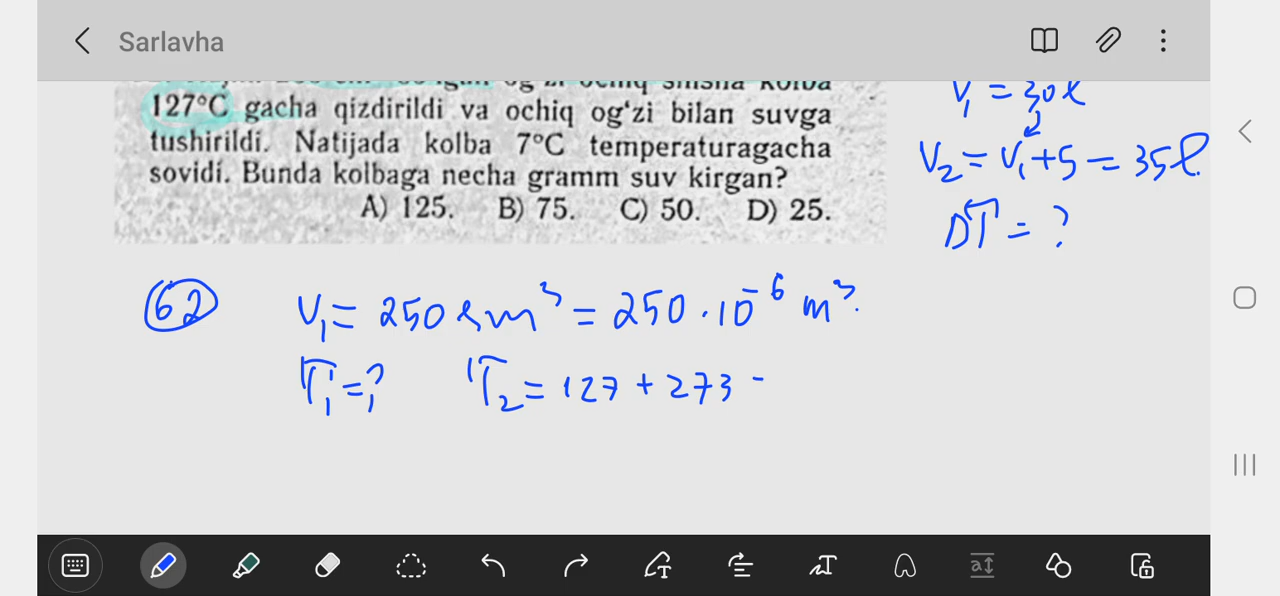 Sarlavha
127°C gacha qizdirildi va ochiq og‘zi bilan suvga
tushirildi. Natijada kolba 7°C temperaturagacha
sovidi. Bunda kolbaga necha gramm suv kirgan?
A) 125. B) 75. C) 50. D) 25.
V₁ = 30ℓ
V₂ = V₁ + 5 = 35ℓ
ΔT = ?
62 V₁ = 250 sm³ = 250 · 10⁻⁶ m³.
T₁ = ? T₂ = 127 + 273 -